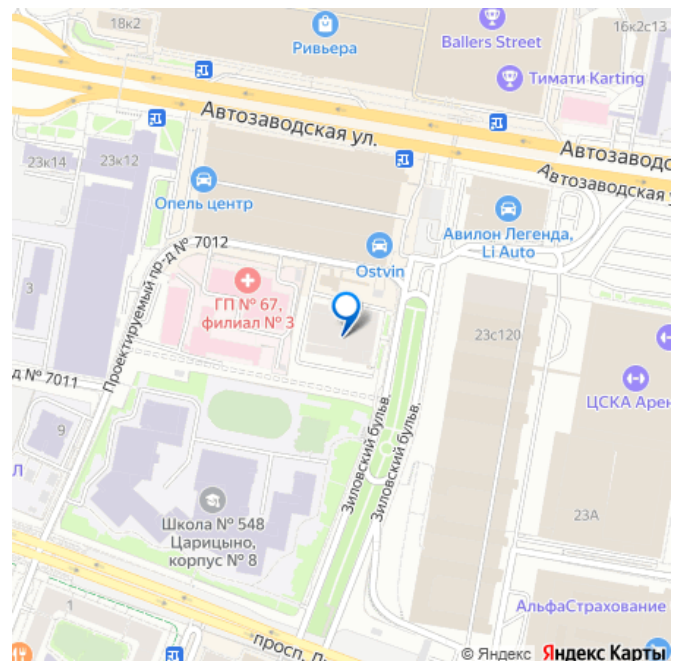 18к2
Ривьера
Ballers Street
16к2с13
Тимати Karting
Автозаводская ул.
Автозаводс
Автозаводская у
23к14
23к12
Опель центр
Авилон Легенда,
Li Auto
Ostvin
Проектируемый пр-д № 7012
3
ГП № 67,
филиал № 3
23с120
ЦСКА Арен
д № 7011
9
Л
Зиловский бульв.
Зиловский бульв.
Школа № 548
Царицыно,
корпус № 8
23А
1
АльфаСтрахование
просп. Л
© Яндекс Яндекс Карты